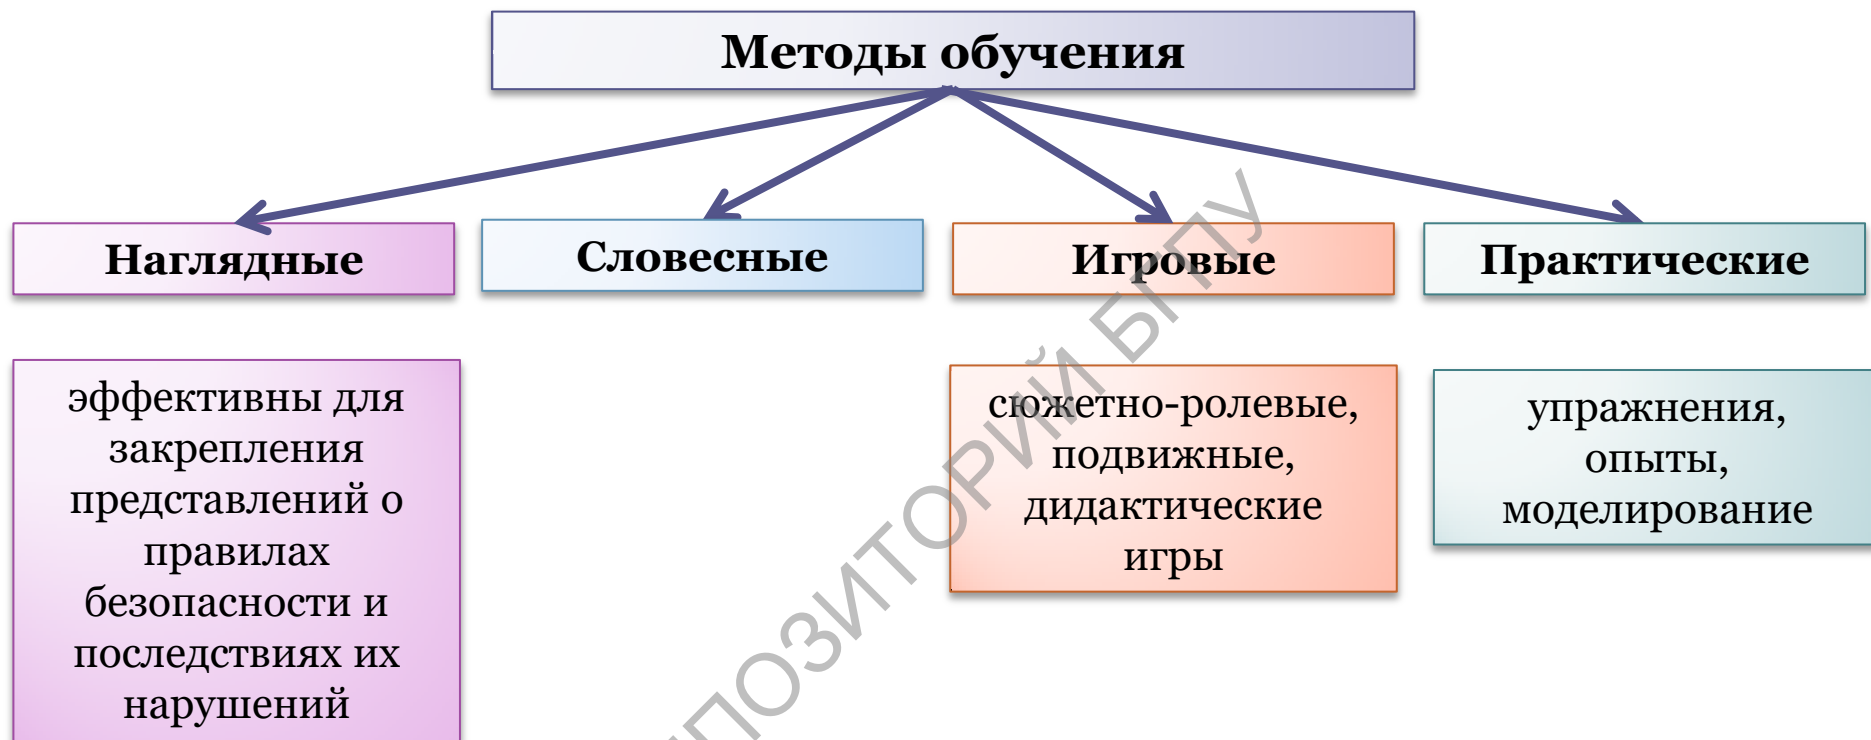 Методы обучения
Наглядные
Словесные
Игровые
Практические
эффективны для
закрепления
представлений о
правилах
безопасности и
последствиях их
нарушений
сюжетно-ролевые,
подвижные,
дидактические
игры
упражнения,
опыты,
моделирование
БГПУ